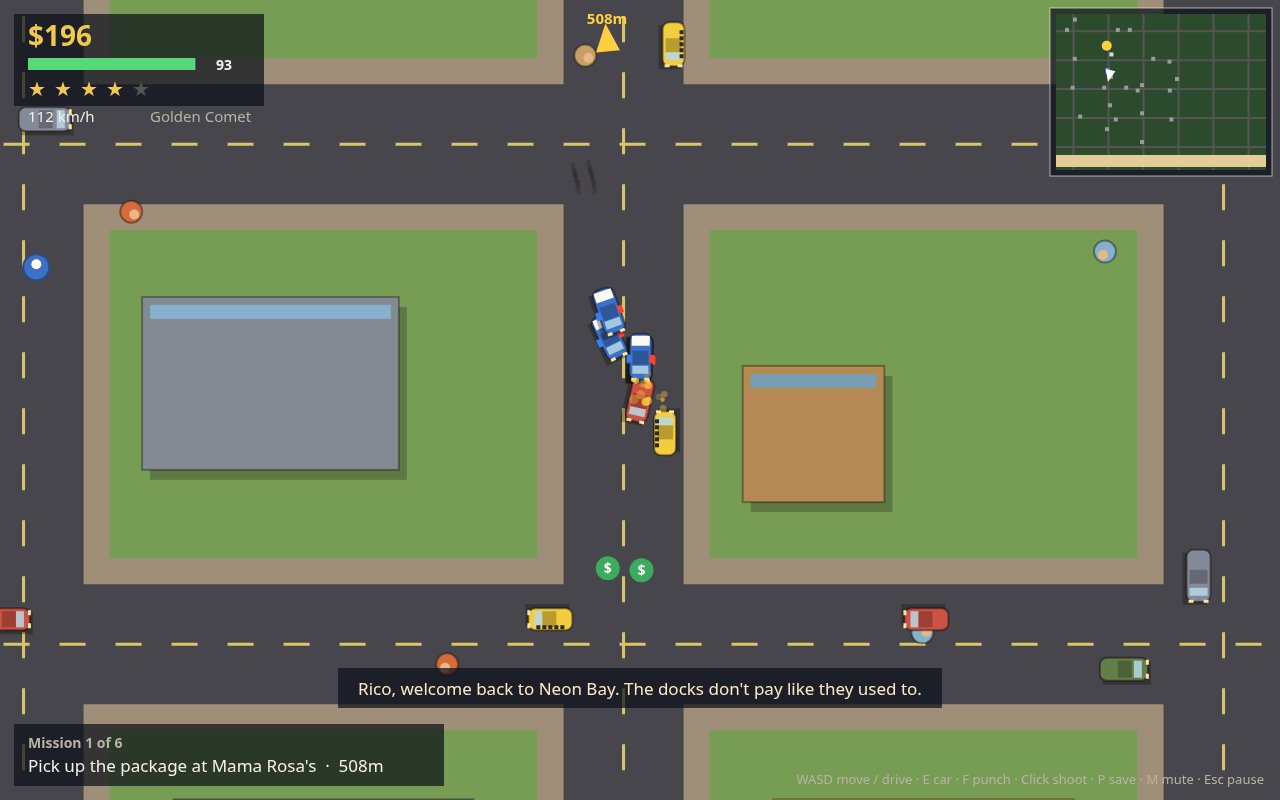 $196
93
112 km/h Golden Comet
508m
$ $
Rico, welcome back to Neon Bay. The docks don't pay like they used to.
Mission 1 of 6
Pick up the package at Mama Rosa's · 508m
WASD move / drive · E car · F punch · Click shoot · P save · M mute · Esc pause